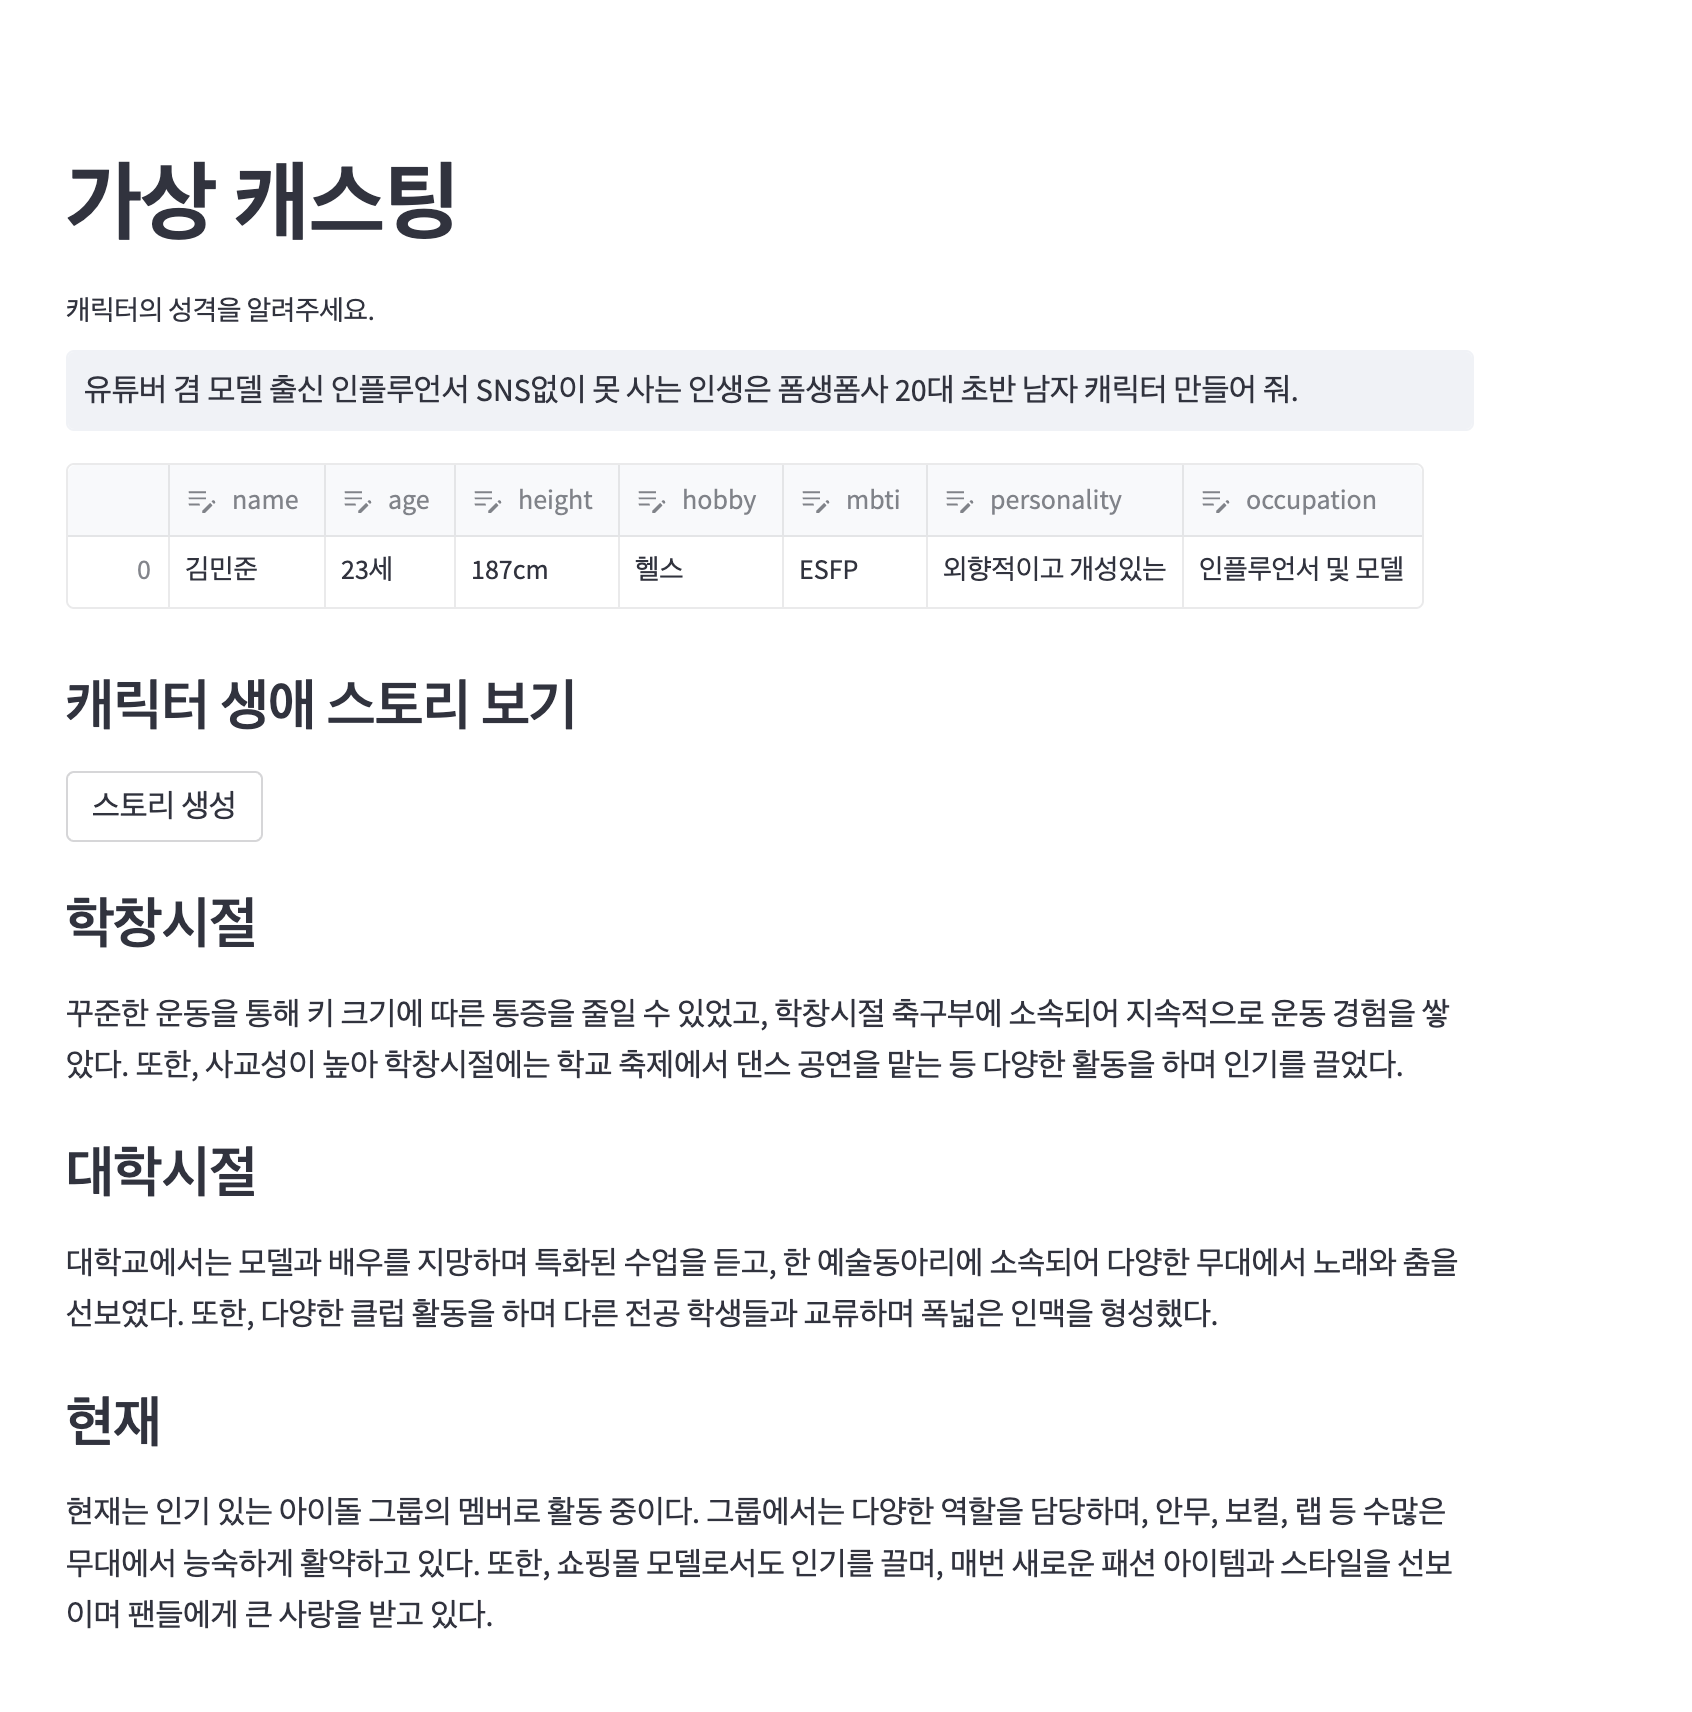 가상 캐스팅
캐릭터의 성격을 알려주세요.
유튜버 겸 모델 출신 인플루언서 SNS없이 못 사는 인생은 폼생폼사 20대 초반 남자 캐릭터 만들어 줘.
name age height hobby mbti personality occupation
0 김민준 23세 187cm 헬스 ESFP 외향적이고 개성있는 인플루언서 및 모델
캐릭터 생애 스토리 보기
스토리 생성
학창시절
꾸준한 운동을 통해 키 크기에 따른 통증을 줄일 수 있었고, 학창시절 축구부에 소속되어 지속적으로 운동 경험을 쌓
았다. 또한, 사교성이 높아 학창시절에는 학교 축제에서 댄스 공연을 맡는 등 다양한 활동을 하며 인기를 끌었다.
대학시절
대학교에서는 모델과 배우를 지망하며 특화된 수업을 듣고, 한 예술동아리에 소속되어 다양한 무대에서 노래와 춤을
선보였다. 또한, 다양한 클럽 활동을 하며 다른 전공 학생들과 교류하며 폭넓은 인맥을 형성했다.
현재
현재는 인기 있는 아이돌 그룹의 멤버로 활동 중이다. 그룹에서는 다양한 역할을 담당하며, 안무, 보컬, 랩 등 수많은
무대에서 능숙하게 활약하고 있다. 또한, 쇼핑몰 모델로서도 인기를 끌며, 매번 새로운 패션 아이템과 스타일을 선보
이며 팬들에게 큰 사랑을 받고 있다.